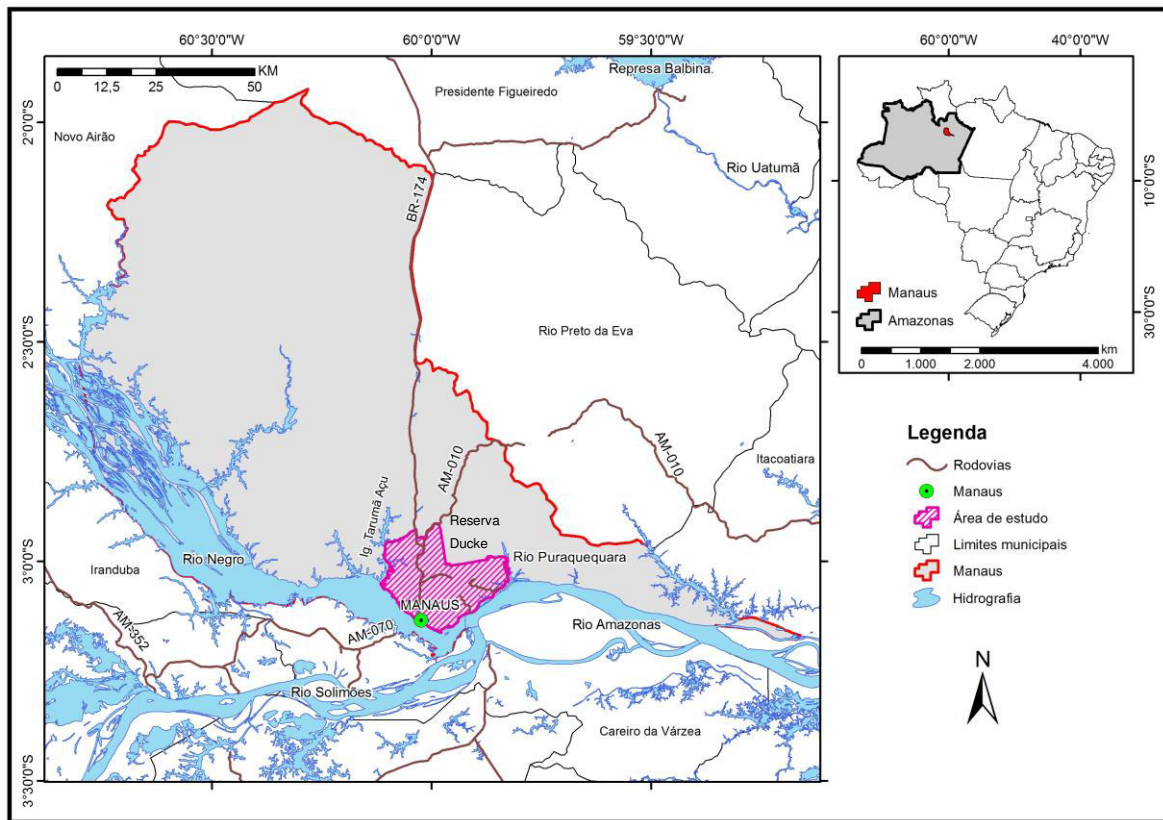 60°30'0"W
60°0'0"W
59°30'0"W
60°0'0"W
40°0'0"W
KM
0
12,5
25
50
Represa Balbina.
Presidente Figueiredo
Novo Airão
2°0'0"S
Rio Uatumã
BR-174
10°0'0"S
Manaus
Amazonas
30°0'0"S
km
0
1.000
2.000
4.000
Rio Preto da Eva
2°30'0"S
AM-010
AM-010
Itacoatiara
Ig. Tarumã Açu
Reserva
Ducke
Rio Negro
Rio Puraquequara
3°0'0"S
Iranduba
MANAUS
AM-070
Rio Amazonas
AM-352
Rio Solimões
Careiro da Várzea
3°30'0"S
Legenda
Rodovias
Manaus
Área de estudo
Limites municipais
Manaus
Hidrografia
N